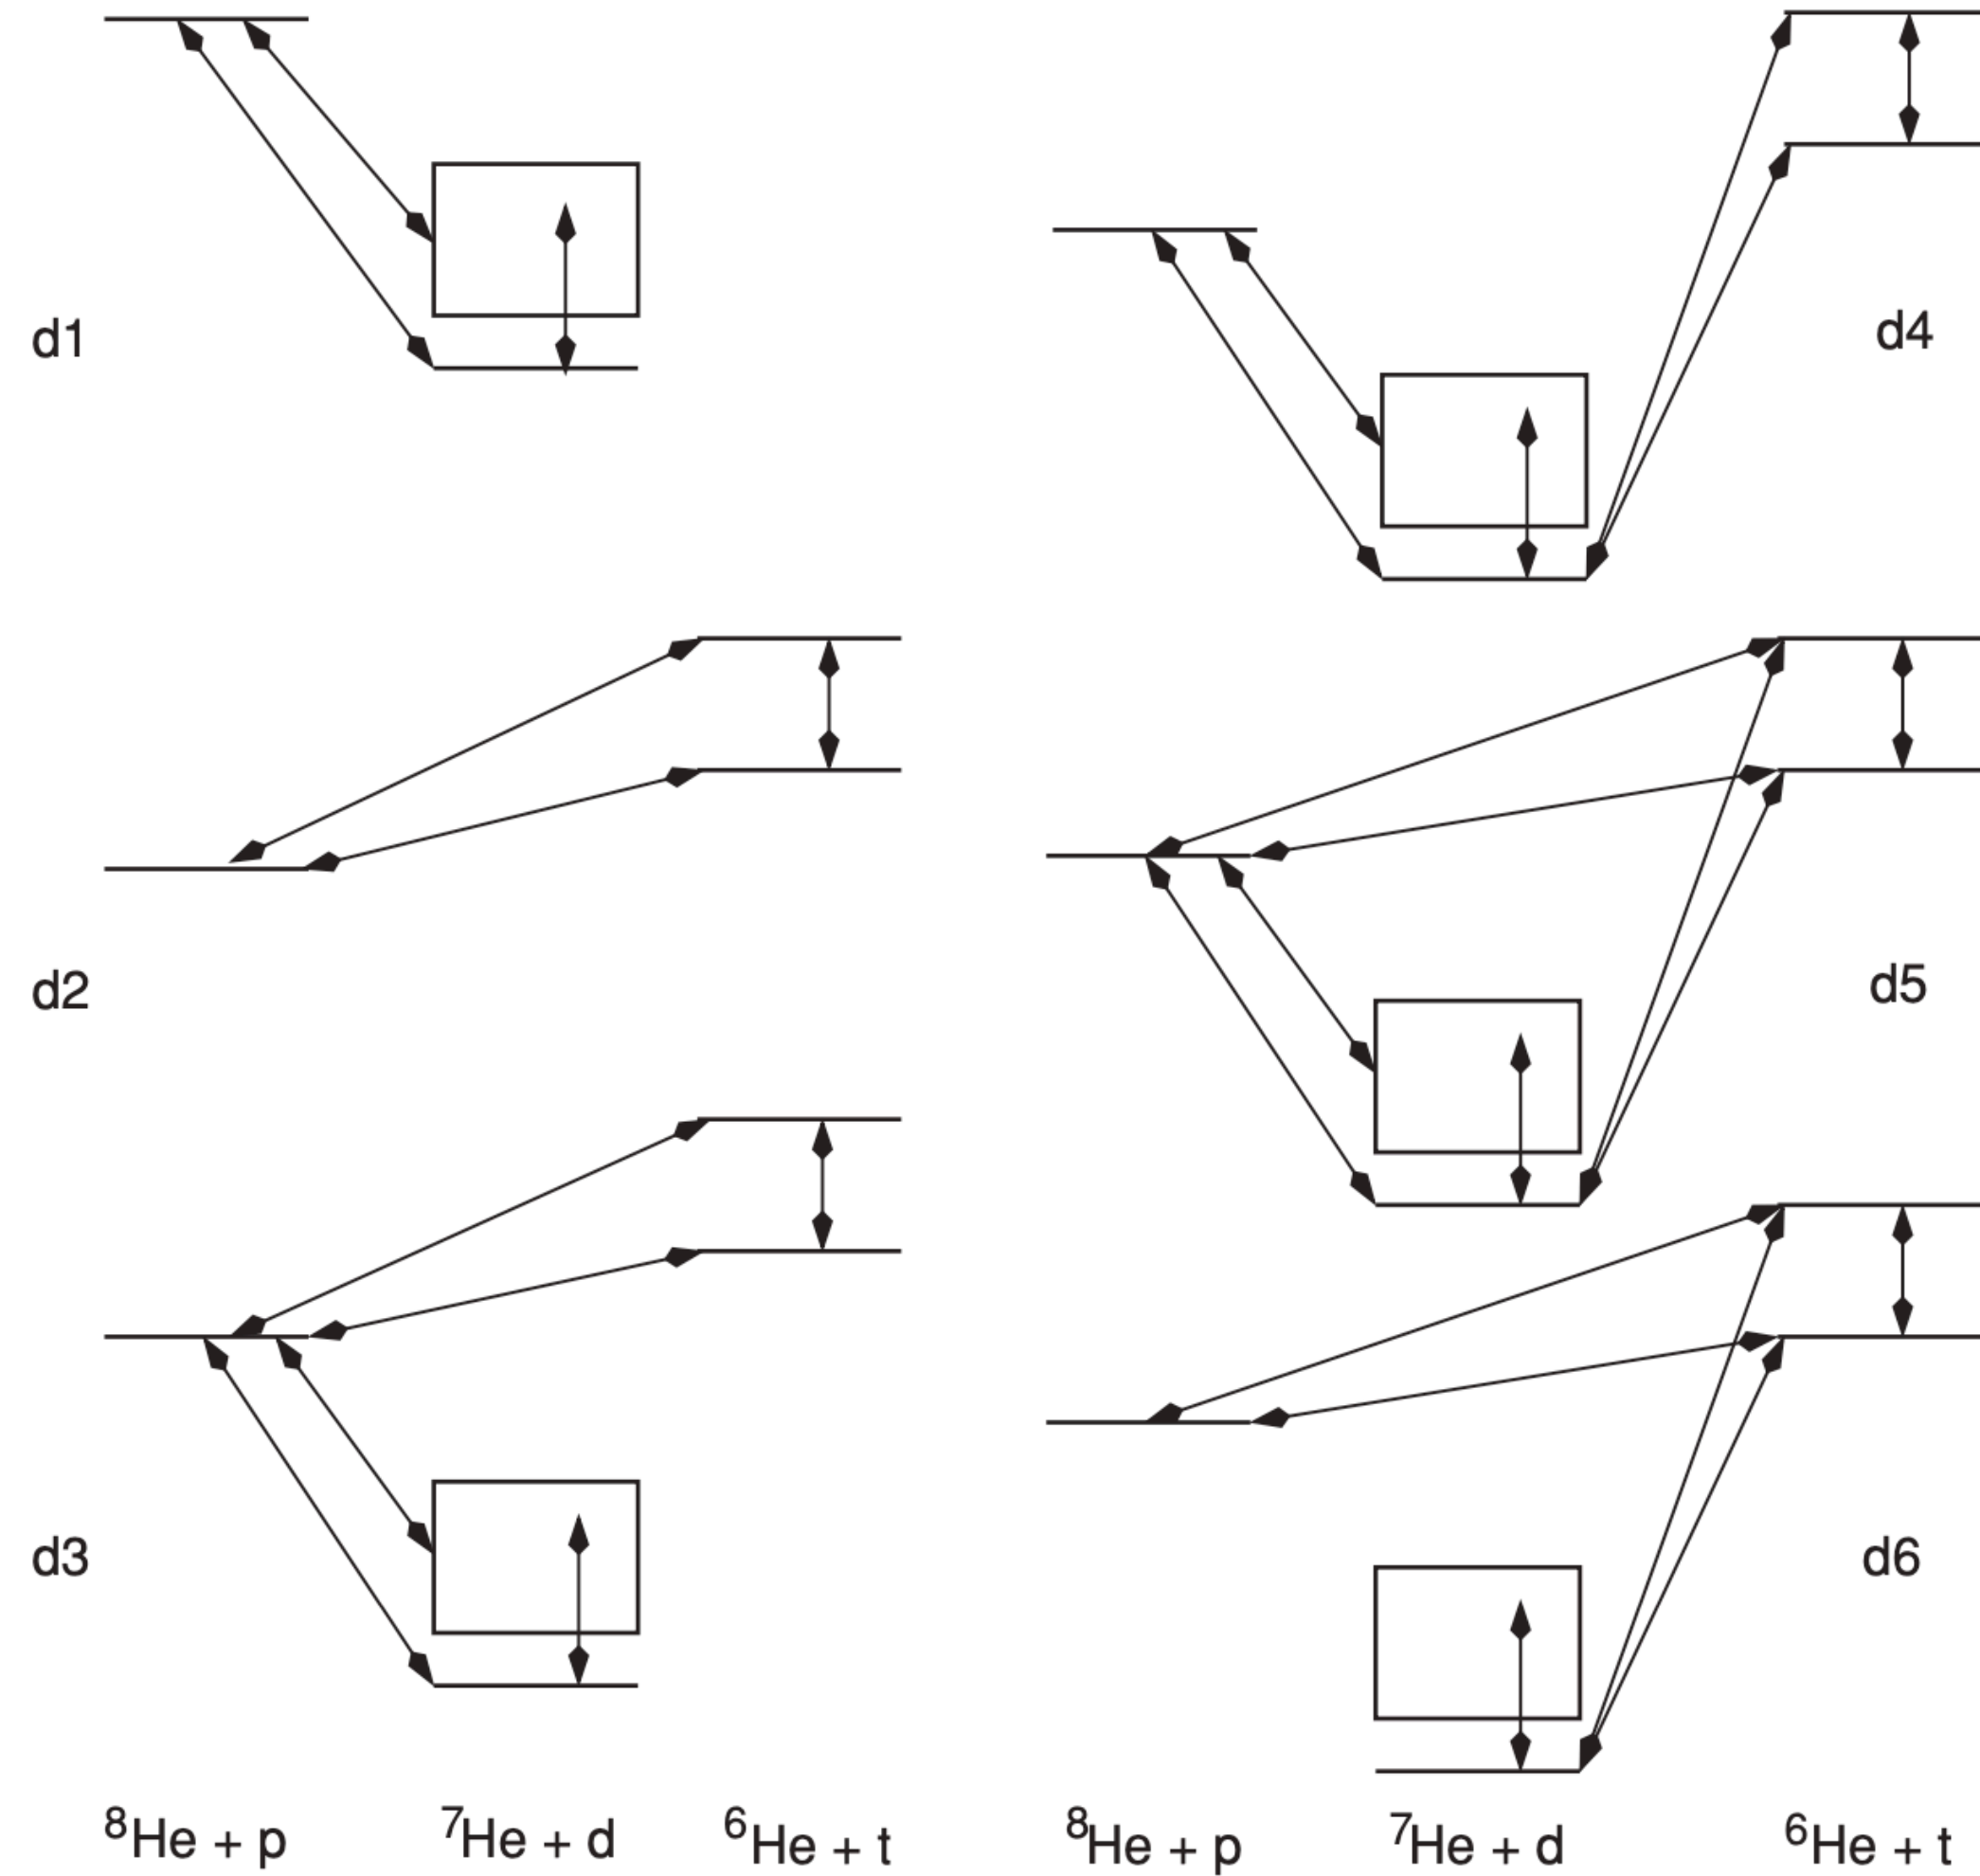 d1
d4
d2
d5
d3
d6
⁸He + p
⁷He + d
⁶He + t
⁸He + p
⁷He + d
⁶He + t